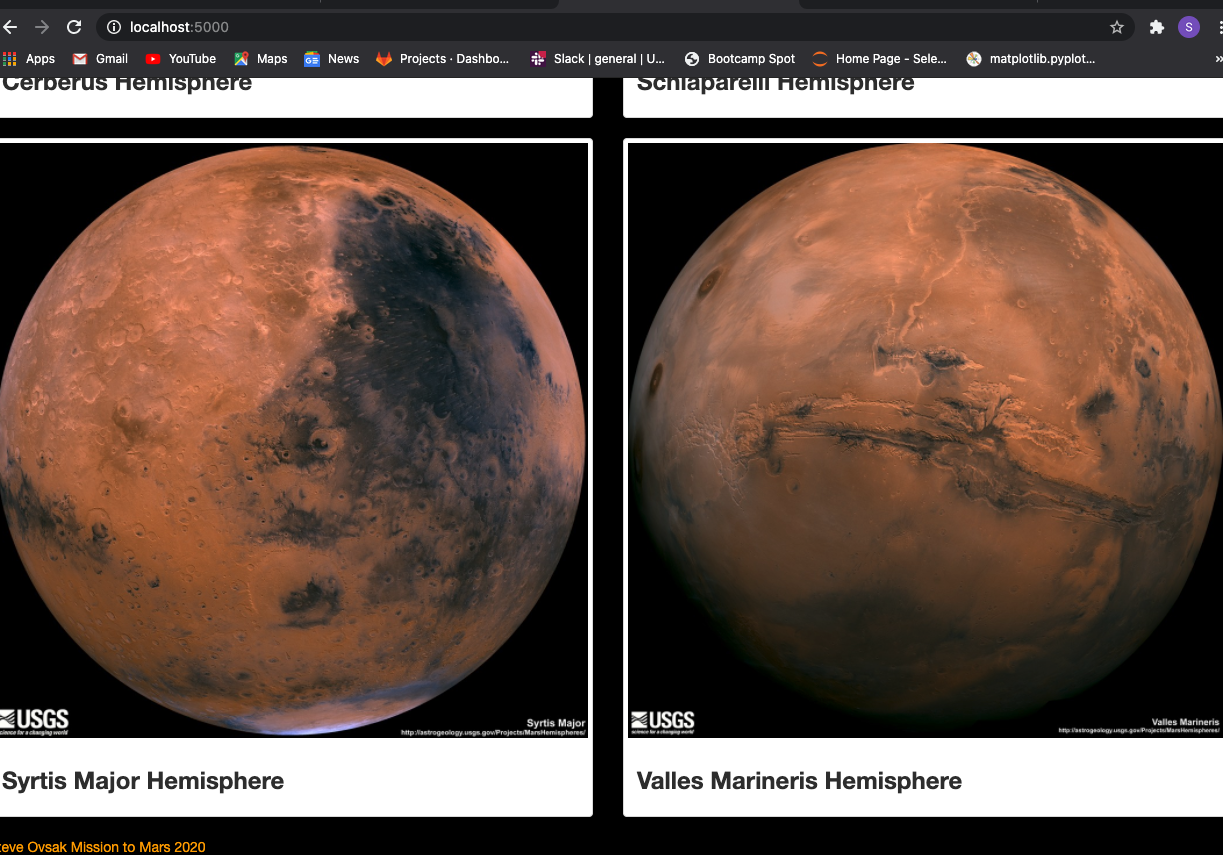 localhost:5000
S
Apps Gmail YouTube Maps GE News Projects · Dashbo... Slack | general | U... Bootcamp Spot Home Page - Sele... matplotlib.pyplot... »
Cerberus Hemisphere
Schiaparelli Hemisphere
USGS
science for a changing world
Syrtis Major
http://astrogeology.usgs.gov/Projects/MarsHemispheres/
USGS
science for a changing world
Valles Marineris
http://astrogeology.usgs.gov/Projects/MarsHemispheres/
Syrtis Major Hemisphere
Valles Marineris Hemisphere
teve Ovsak Mission to Mars 2020